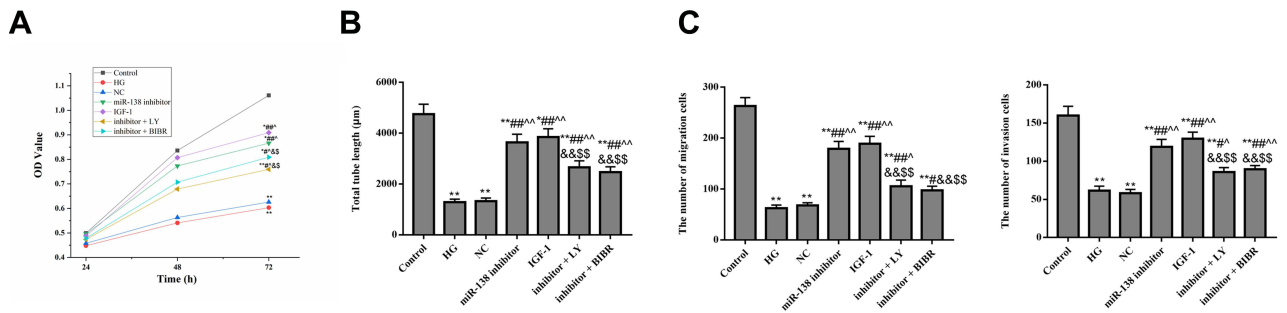 A
Control
HG
NC
miR-138 inhibitor
IGF-1
inhibitor + LY
inhibitor + BIBR
1.1
1.0
0.9
0.8
0.7
0.6
0.5
0.4
OD Value
*##^
*##^
*#^&$
**#^&$
**
**
24
48
72
Time (h)
B
Total tube length (μm)
6000
4000
2000
0
**
**
**##^^
*##^^
**##^^
&&$$
**##^^
&&$$
Control
HG
NC
miR-138 inhibitor
IGF-1
inhibitor + LY
inhibitor + BIBR
C
The number of migration cells
300
200
100
0
**
**
**##^^
**##^^
**##^
&&$$
**#&&$$
Control
HG
NC
miR-138 inhibitor
IGF-1
inhibitor + LY
inhibitor + BIBR
The number of invasion cells
200
150
100
50
0
**
**
**##^^
*##^^
**#^
&&$$
**##^^
&&$$
Control
HG
NC
miR-138 inhibitor
IGF-1
inhibitor + LY
inhibitor + BIBR